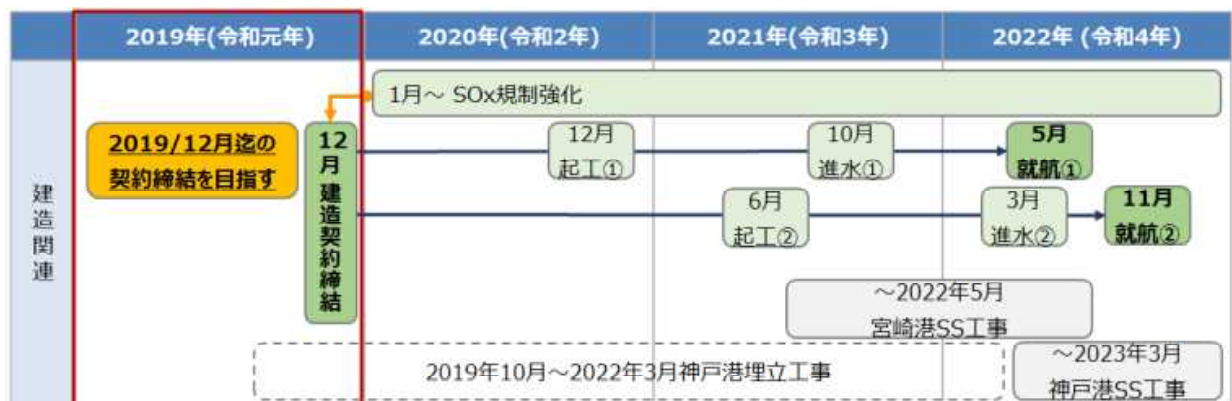 2019年(令和元年)
2020年(令和2年)
2021年(令和3年)
2022年 (令和4年)
建造関連
1月～ SOx規制強化
2019/12月迄の
契約締結を目指す
12月 建造契約締結
12月
起工①
10月
進水①
5月
就航①
6月
起工②
3月
進水②
11月
就航②
～2022年5月
宮崎港SS工事
2019年10月～2022年3月神戸港埋立工事
～2023年3月
神戸港SS工事